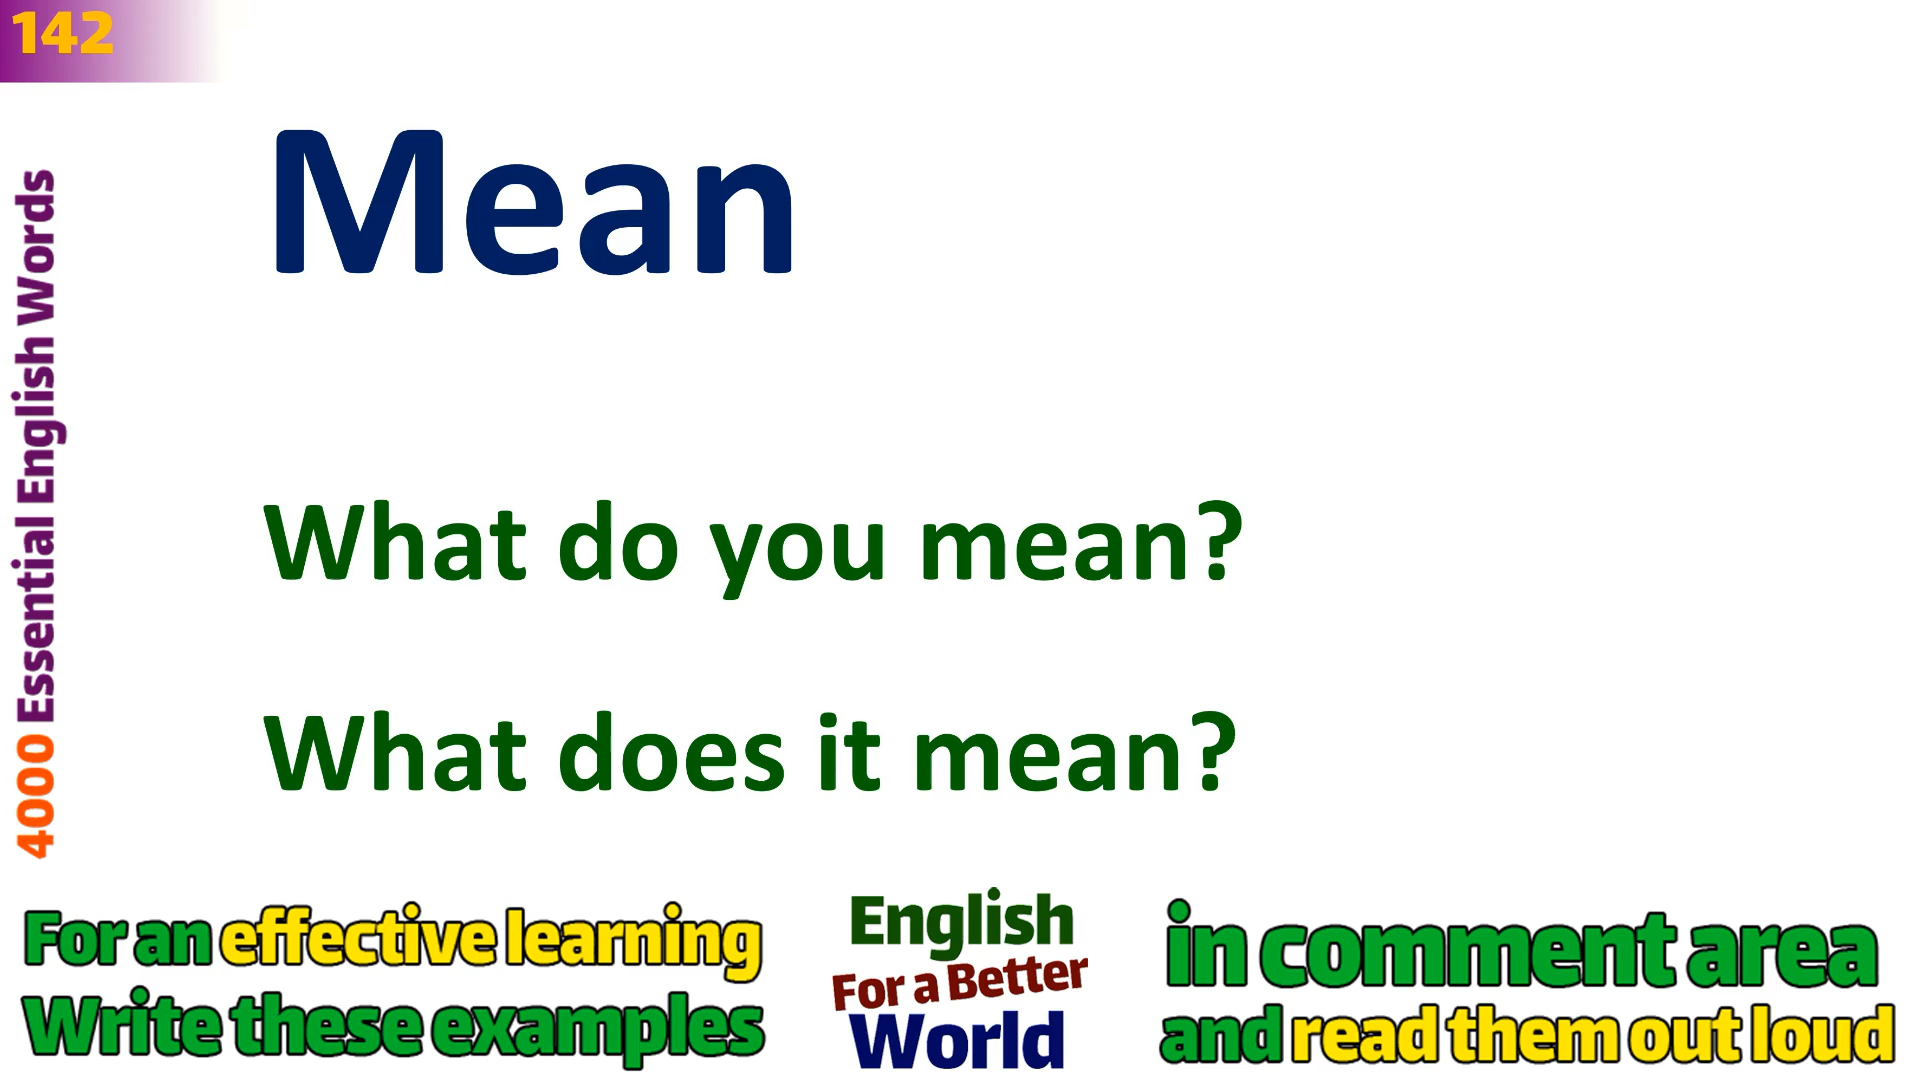 142
Mean
4000 Essential English Words
What do you mean?
What does it mean?
For an effective learning
Write these examples
English
For a Better
World
in comment area
and read them out loud